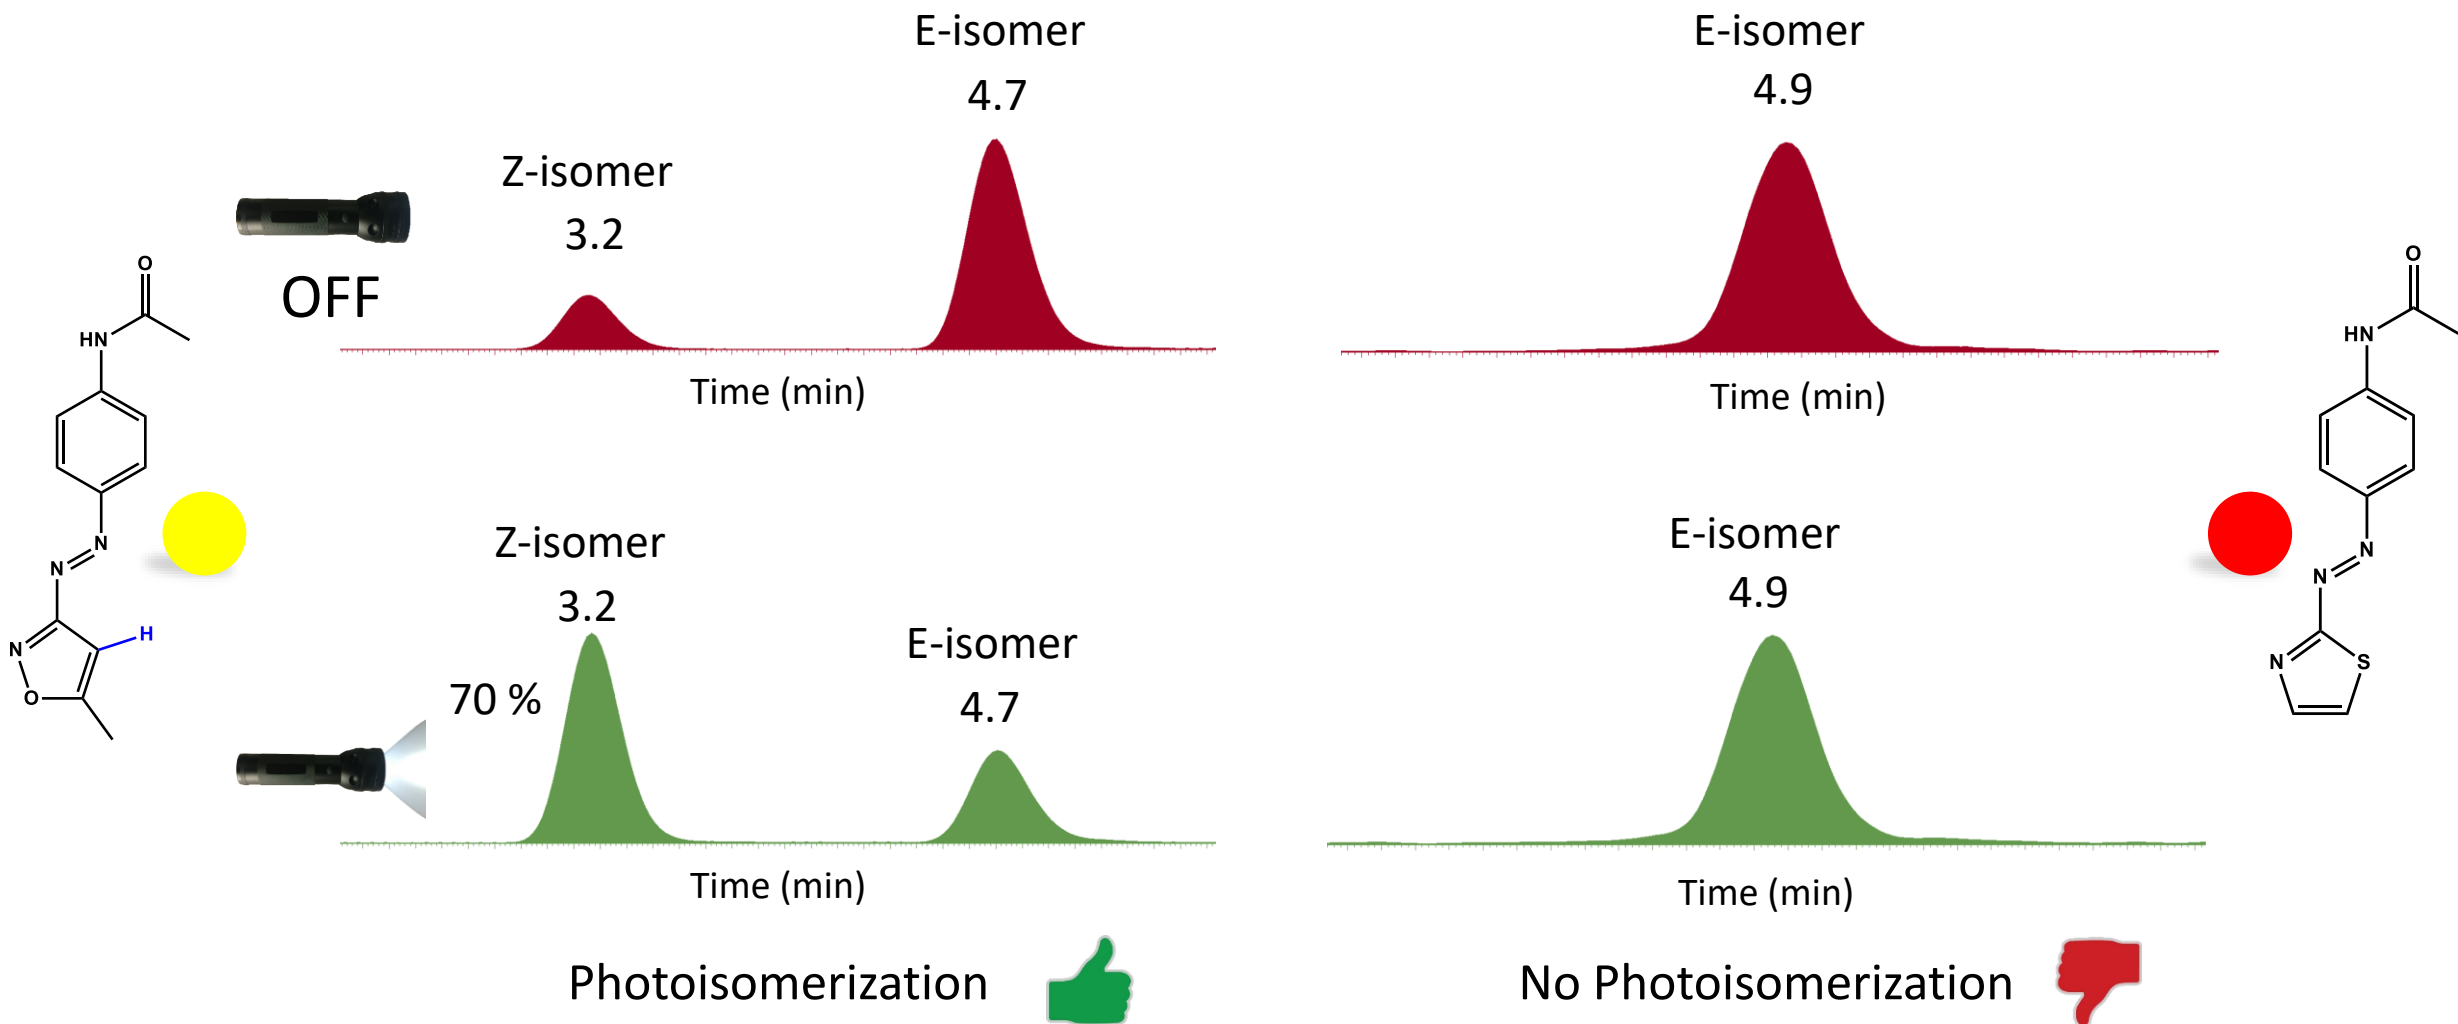 E-isomer
4.7
Z-isomer
3.2
OFF
Time (min)
E-isomer
4.9
Time (min)
O
HN
N
N
N
O
H
Z-isomer
3.2
70 %
E-isomer
4.7
Time (min)
E-isomer
4.9
Time (min)
O
HN
N
N
N
S
Photoisomerization
No Photoisomerization